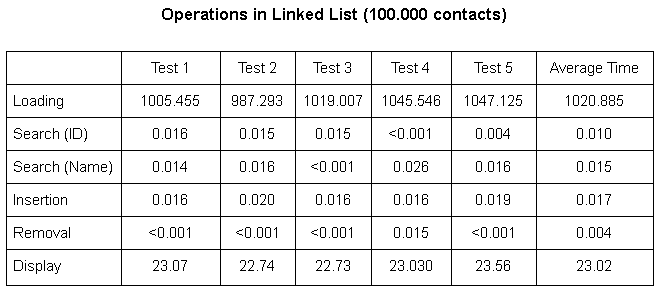 Operations in Linked List (100.000 contacts)
Test 1 Test 2 Test 3 Test 4 Test 5 Average Time
Loading 1005.455 987.293 1019.007 1045.546 1047.125 1020.885
Search (ID) 0.016 0.015 0.015 <0.001 0.004 0.010
Search (Name) 0.014 0.016 <0.001 0.026 0.016 0.015
Insertion 0.016 0.020 0.016 0.016 0.019 0.017
Removal <0.001 <0.001 <0.001 0.015 <0.001 0.004
Display 23.07 22.74 22.73 23.030 23.56 23.02